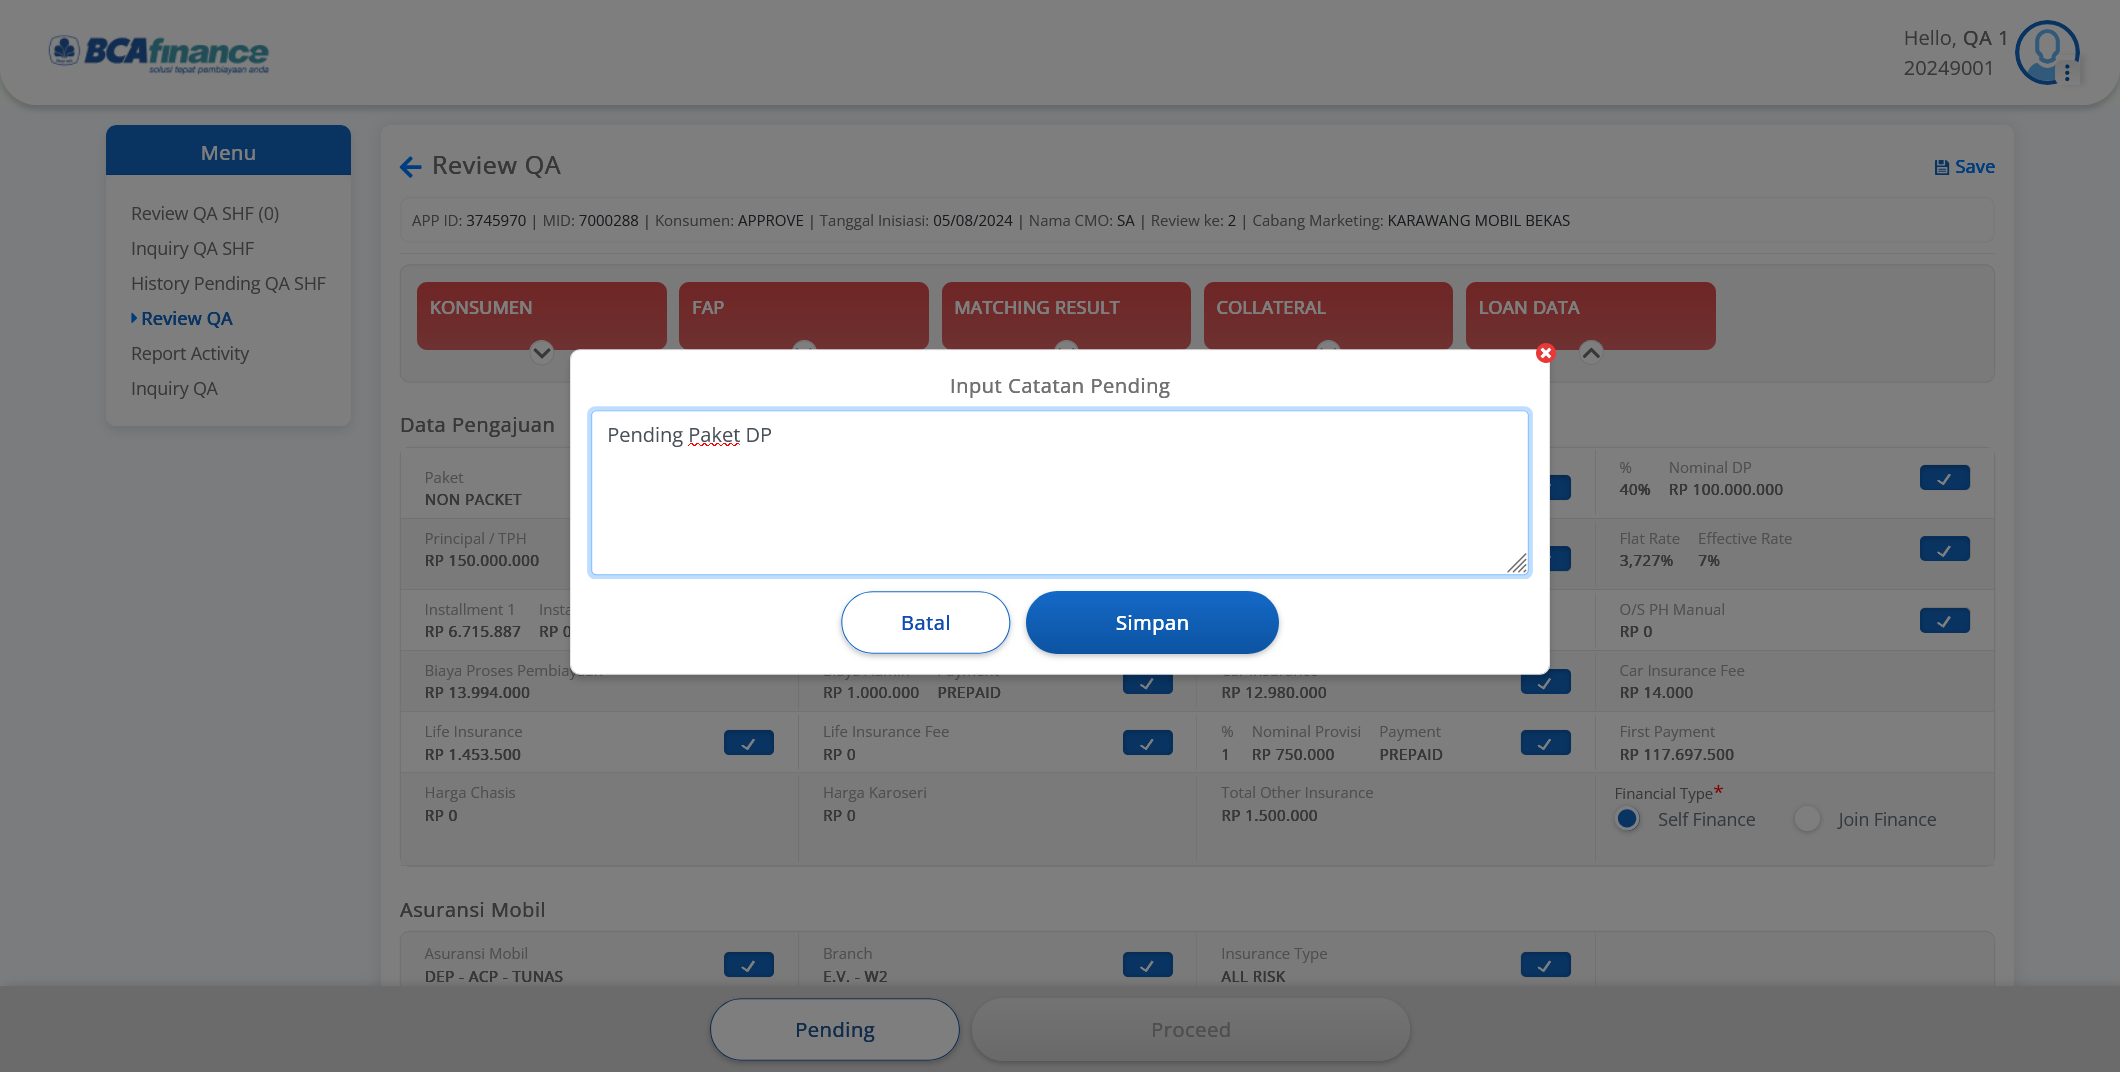 BCAfinance
solusi tepat pembiayaan anda
Hello, QA 1
20249001
Menu
Review QA SHF (0)
Inquiry QA SHF
History Pending QA SHF
Review QA
Report Activity
Inquiry QA
Review QA
Save
APP ID: 3745970 | MID: 7000288 | Konsumen: APPROVE | Tanggal Inisiasi: 05/08/2024 | Nama CMO: SA | Review ke: 2 | Cabang Marketing: KARAWANG MOBIL BEKAS
KONSUMEN
FAP
MATCHING RESULT
COLLATERAL
LOAN DATA
Input Catatan Pending
Pending Paket DP
Batal
Simpan
Data Pengajuan
Paket
NON PACKET
% Nominal DP
40% RP 100.000.000
Principal / TPH
RP 150.000.000
Flat Rate Effective Rate
3,727% 7%
Installment 1
RP 6.715.887 RP 0
O/S PH Manual
RP 0
Biaya Proses
RP 13.994.000
RP 1.000.000 PREPAID
RP 12.980.000
Car Insurance Fee
RP 14.000
Life Insurance
RP 1.453.500
Life Insurance Fee
RP 0
% Nominal Provisi Payment
1 RP 750.000 PREPAID
First Payment
RP 117.697.500
Harga Chasis
RP 0
Harga Karoseri
RP 0
Total Other Insurance
RP 1.500.000
Financial Type*
Self Finance Join Finance
Asuransi Mobil
Asuransi Mobil
DEP - ACP - TUNAS
Branch
E.V. - W2
Insurance Type
ALL RISK
Pending
Proceed